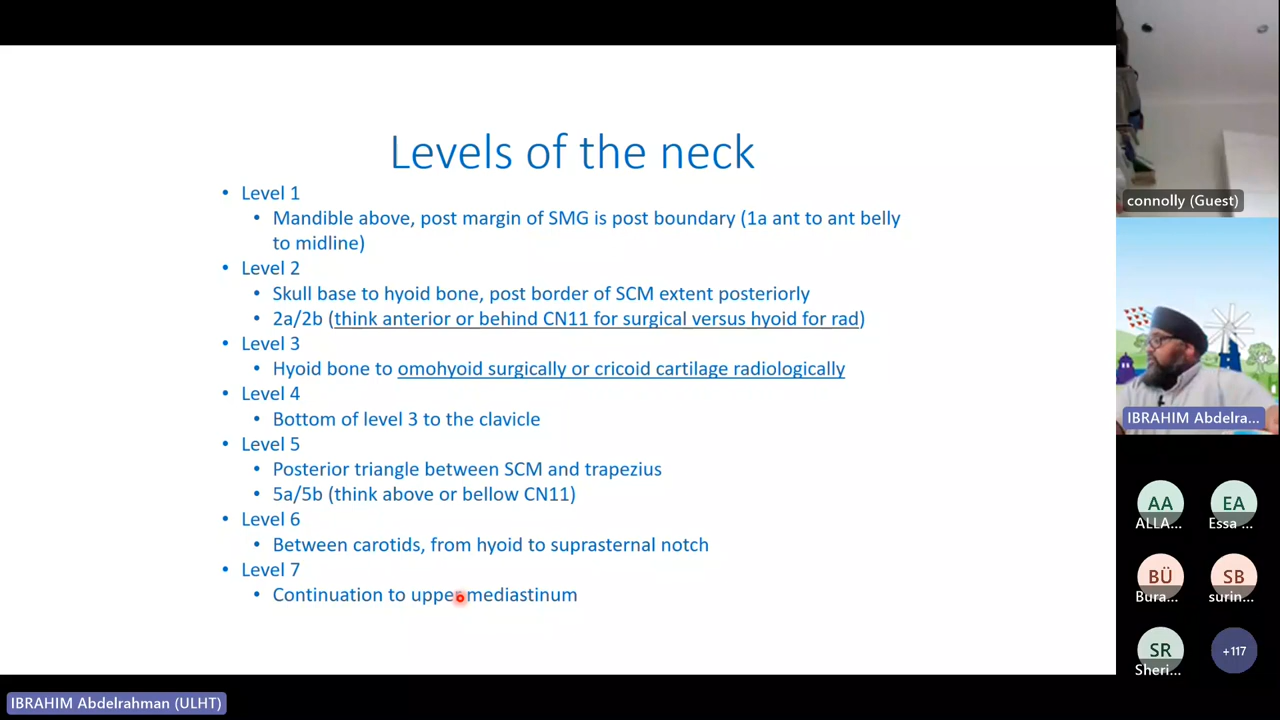 Levels of the neck
• Level 1
• Mandible above, post margin of SMG is post boundary (1a ant to ant belly
to midline)
• Level 2
• Skull base to hyoid bone, post border of SCM extent posteriorly
• 2a/2b (think anterior or behind CN11 for surgical versus hyoid for rad)
• Level 3
• Hyoid bone to omohyoid surgically or cricoid cartilage radiologically
• Level 4
• Bottom of level 3 to the clavicle
• Level 5
• Posterior triangle between SCM and trapezius
• 5a/5b (think above or bellow CN11)
• Level 6
• Between carotids, from hyoid to suprasternal notch
• Level 7
• Continuation to upper mediastinum
connolly (Guest)
IBRAHIM Abdelra...
AA
EA
ALLA...
Essa ...
BÜ
SB
Bura...
surin...
SR
+117
Sheri...
IBRAHIM Abdelrahman (ULHT)